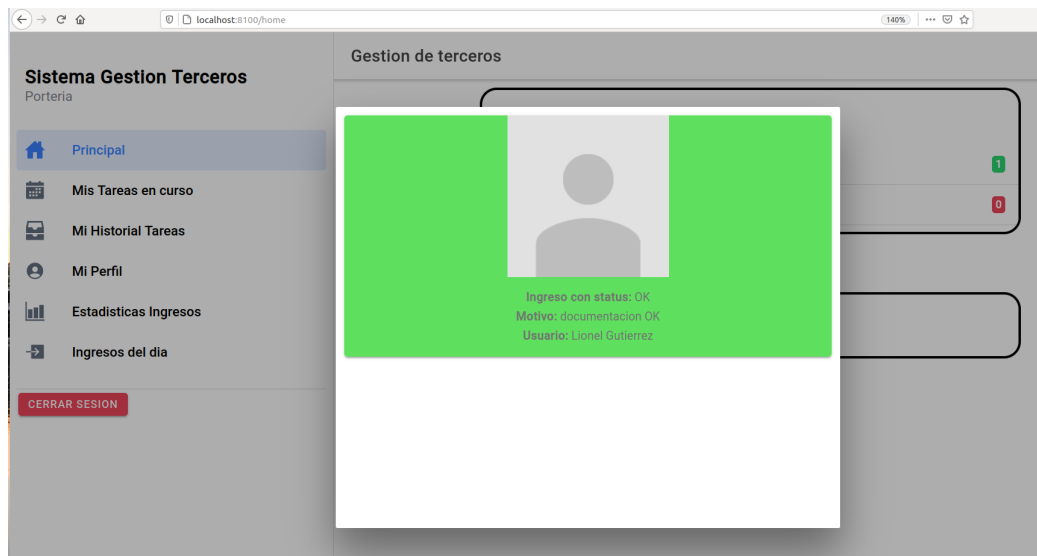 localhost:8100/home
140%
Sistema Gestion Terceros
Porteria
Principal
Mis Tareas en curso
Mi Historial Tareas
Mi Perfil
Estadisticas Ingresos
Ingresos del dia
CERRAR SESION
Gestion de terceros
1
0
Ingreso con status: OK
Motivo: documentacion OK
Usuario: Lionel Gutierrez